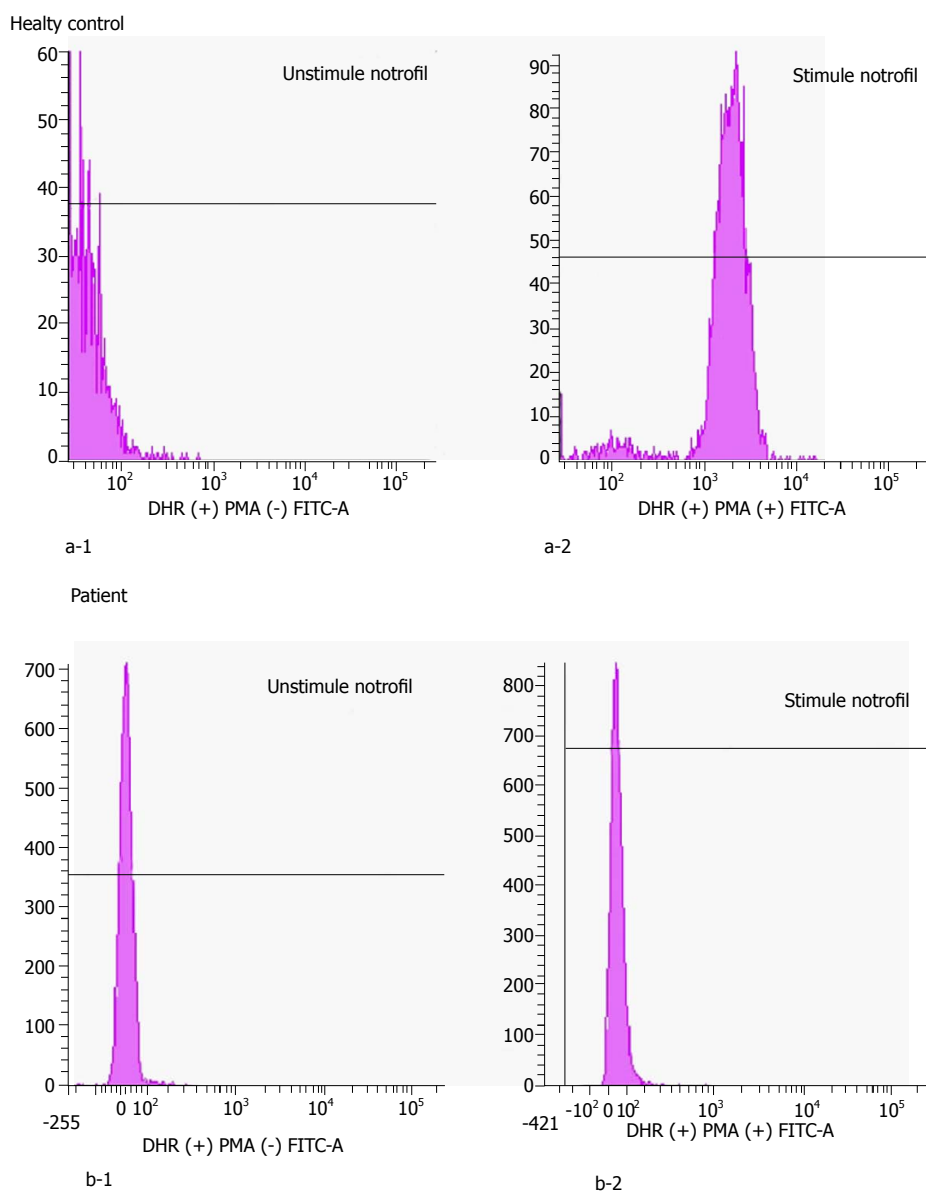 Healty control
60
50
40
30
20
10
0
Unstimule notrofil
10² 10³ 10⁴ 10⁵
DHR (+) PMA (-) FITC-A
a-1
90
80
70
60
50
40
30
20
10
0
Stimule notrofil
10² 10³ 10⁴ 10⁵
DHR (+) PMA (+) FITC-A
a-2
Patient
700
600
500
400
300
200
100
0
Unstimule notrofil
-255 0 10² 10³ 10⁴ 10⁵
DHR (+) PMA (-) FITC-A
b-1
800
700
600
500
400
300
200
100
0
Stimule notrofil
-421 -10² 0 10² 10³ 10⁴ 10⁵
DHR (+) PMA (+) FITC-A
b-2